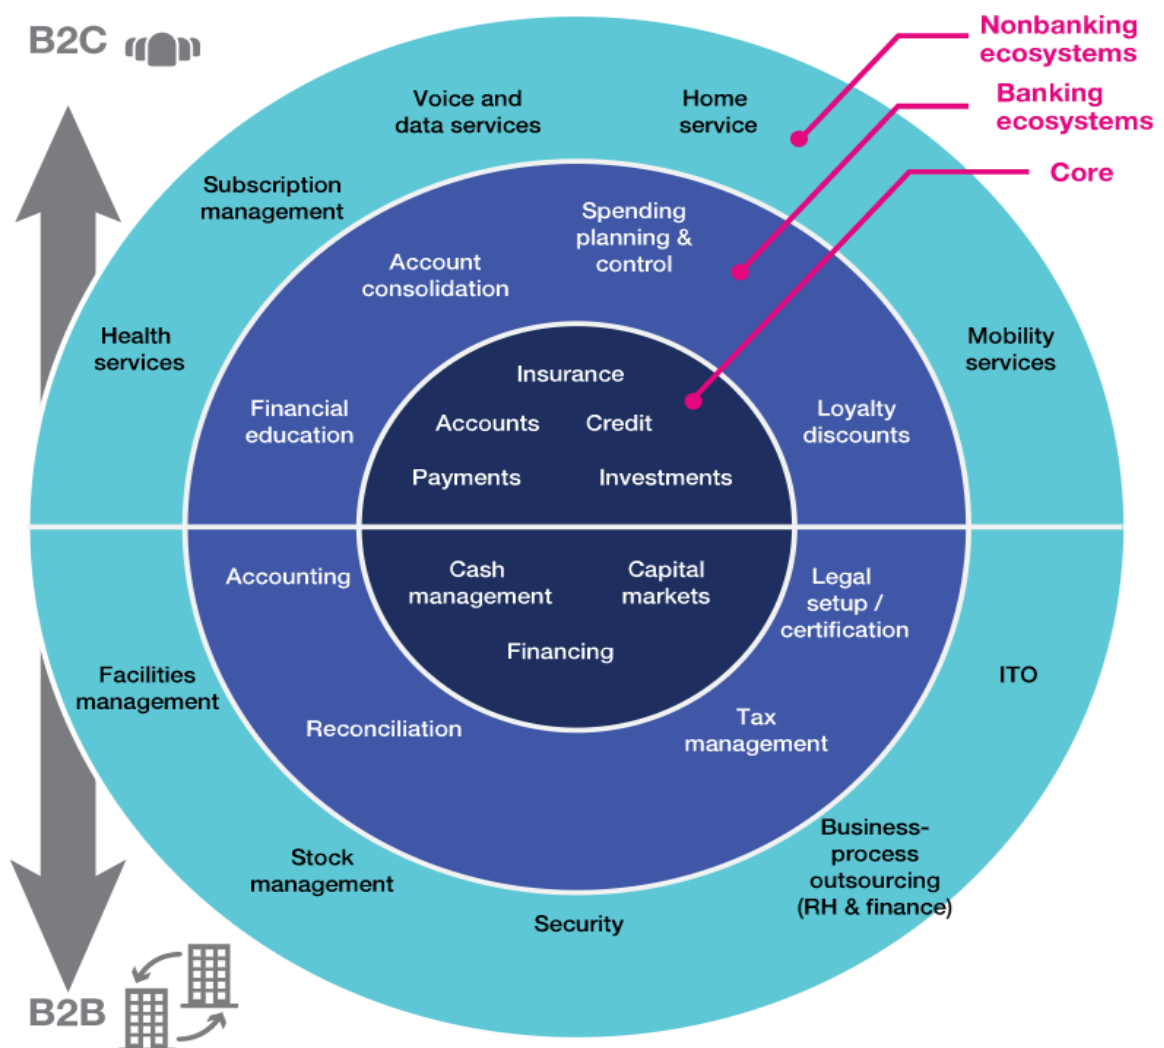 B2C
Nonbanking
ecosystems
Banking
ecosystems
Core
Voice and
data services
Home
service
Subscription
management
Spending
planning &
control
Account
consolidation
Health
services
Mobility
services
Insurance
Financial
education
Accounts
Credit
Loyalty
discounts
Payments
Investments
Accounting
Cash
management
Capital
markets
Legal
setup /
certification
Financing
Facilities
management
ITO
Reconciliation
Tax
management
Stock
management
Business-
process
outsourcing
(RH & finance)
Security
B2B